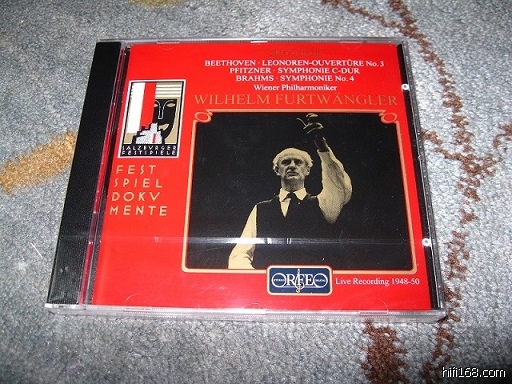 BEETHOVEN · LEONOREN-OUVERTÜRE No. 3
PFITZNER · SYMPHONIE C-DUR
BRAHMS · SYMPHONIE No. 4
Wiener Philharmoniker
WILHELM FURTWÄNGLER
SALZBURGER
FESTSPIELE
FEST
SPIEL
DOKV
MENTE
ORFEO
Live Recording 1948-50
hifi168.com